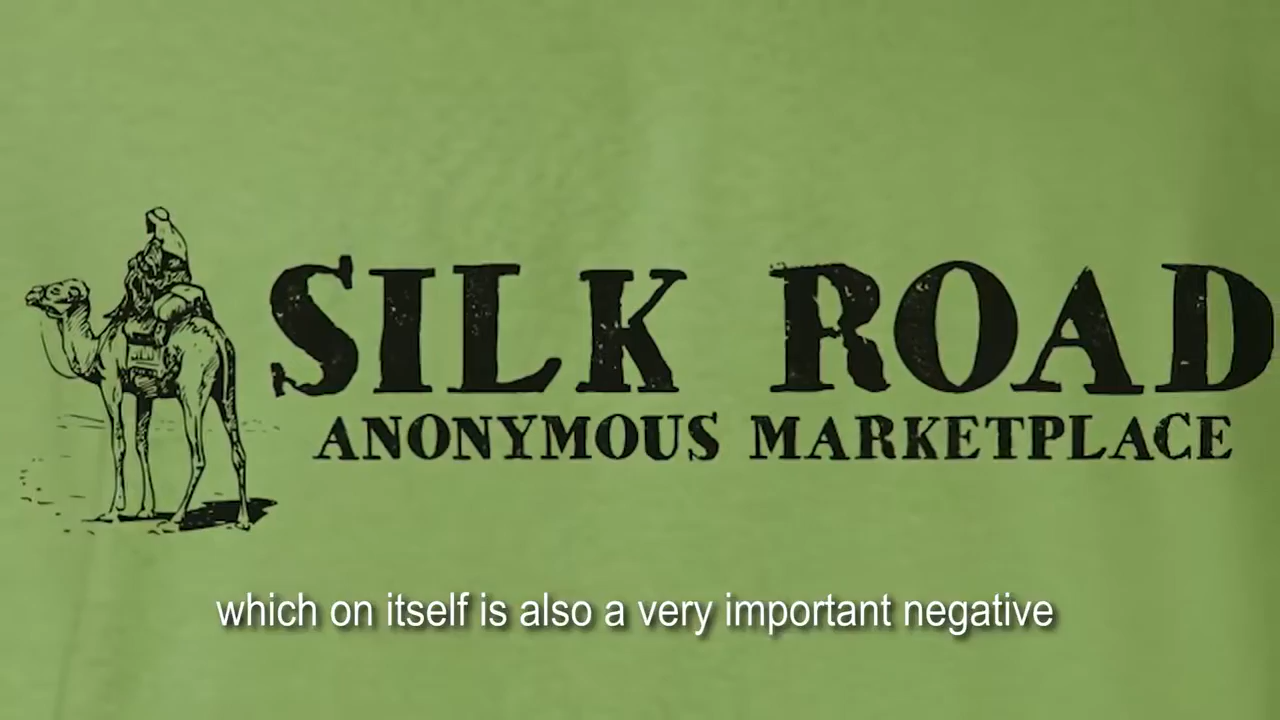 SILK ROAD
ANONYMOUS MARKETPLACE
which on itself is also a very important negative